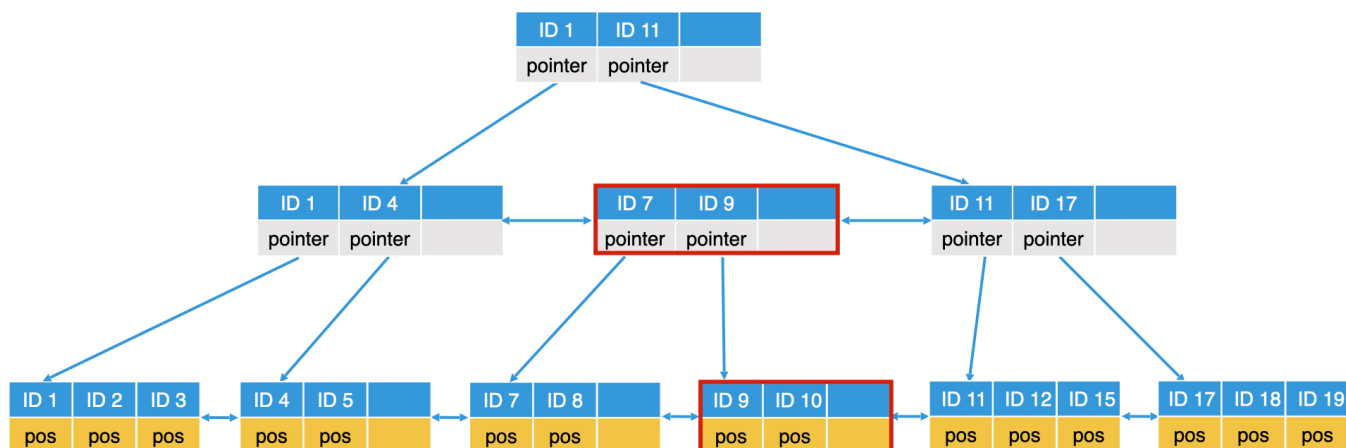 ID 1 ID 11
pointer pointer
ID 1 ID 4 ID 7 ID 9 ID 11 ID 17
pointer pointer pointer pointer pointer pointer
ID 1 ID 2 ID 3 ID 4 ID 5 ID 7 ID 8 ID 9 ID 10 ID 11 ID 12 ID 15 ID 17 ID 18 ID 19
pos pos pos pos pos pos pos pos pos pos pos pos pos pos pos